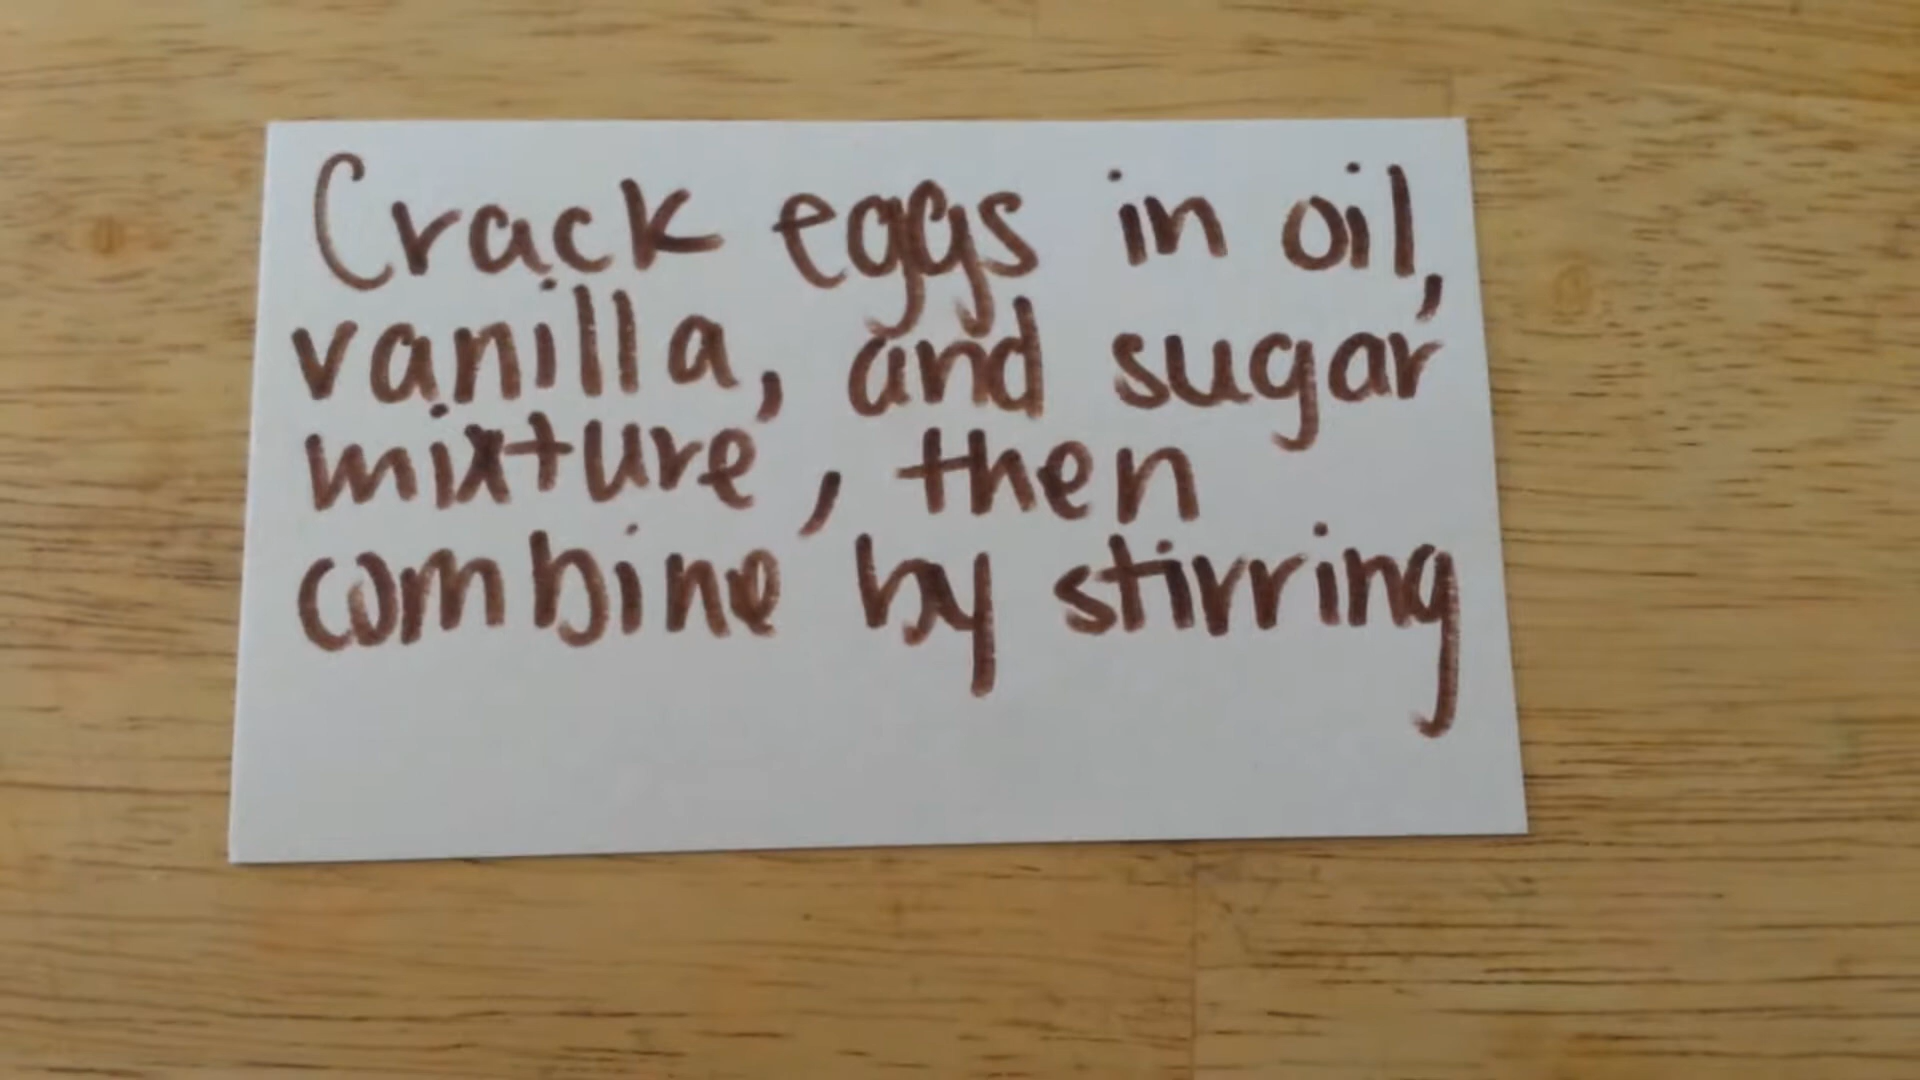 Crack eggs in oil,
vanilla, and sugar
mixture, then
combine by stirring